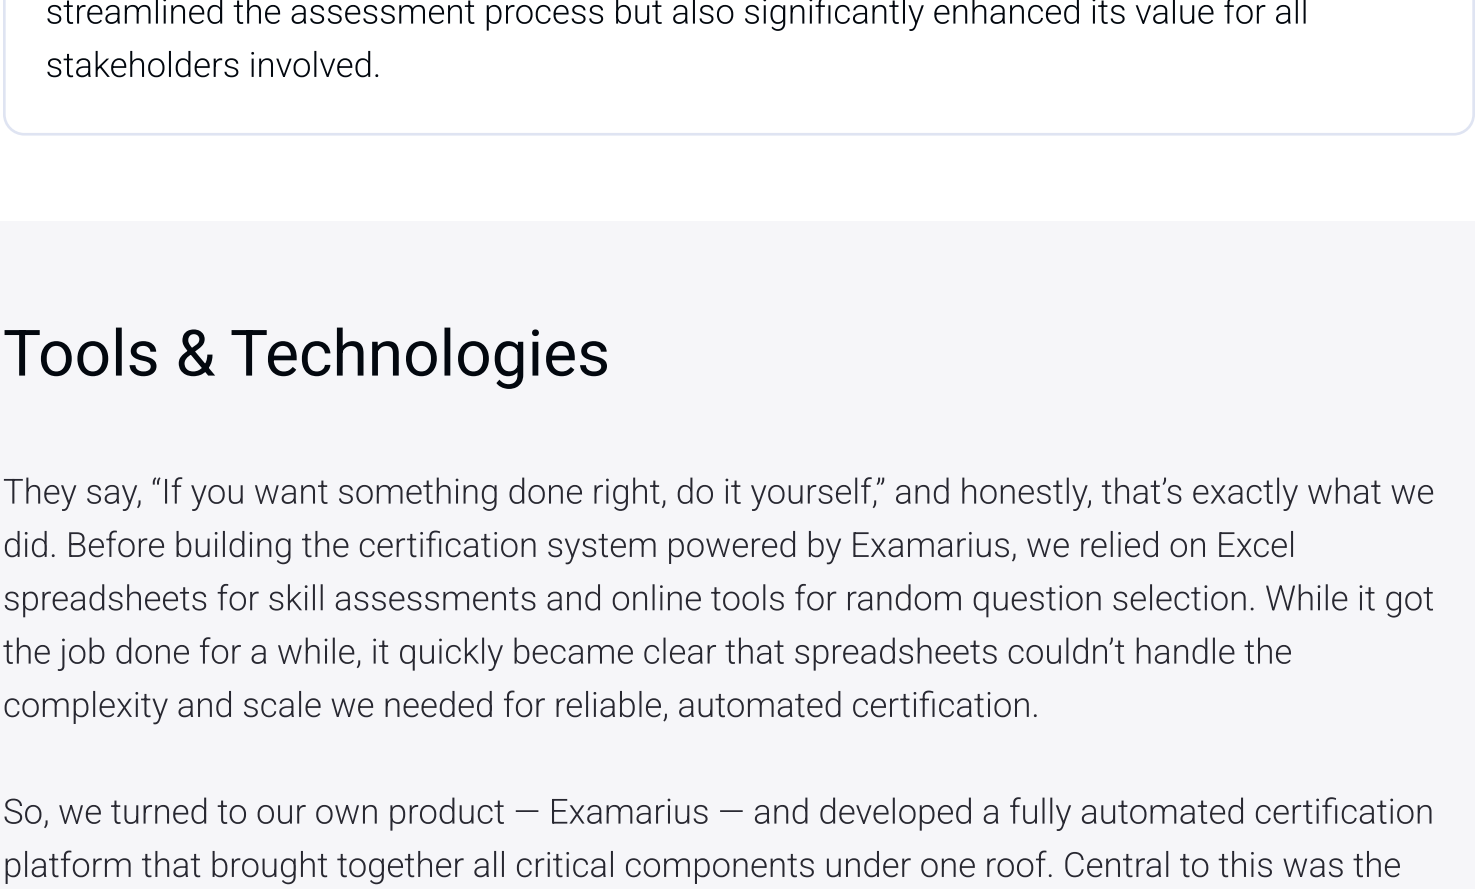 streamlined the assessment process but also significantly enhanced its value for all
stakeholders involved.
Tools & Technologies
They say, “If you want something done right, do it yourself,” and honestly, that’s exactly what we
did. Before building the certification system powered by Examarius, we relied on Excel
spreadsheets for skill assessments and online tools for random question selection. While it got
the job done for a while, it quickly became clear that spreadsheets couldn’t handle the
complexity and scale we needed for reliable, automated certification.
So, we turned to our own product — Examarius — and developed a fully automated certification
platform that brought together all critical components under one roof. Central to this was the